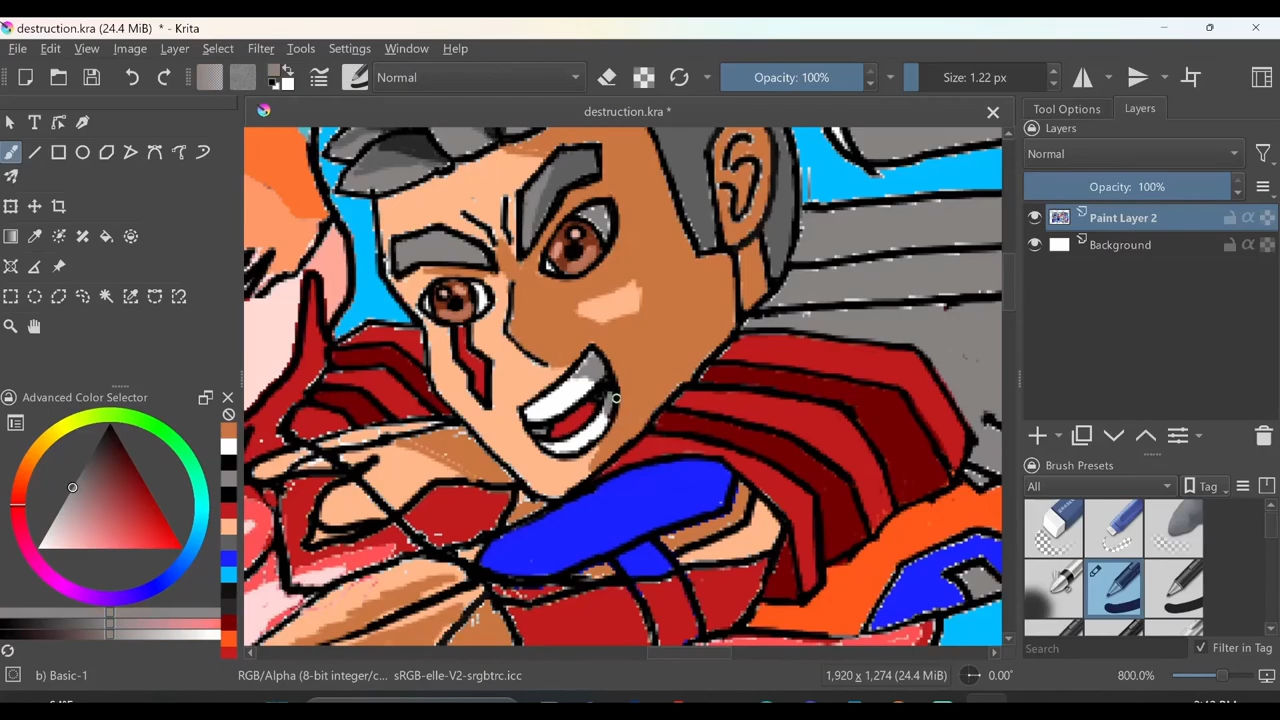 destruction.kra (24.4 MiB) * - Krita
File Edit View Image Layer Select Filter Tools Settings Window Help
Normal
Opacity: 100%
Size: 1.22 px
destruction.kra *
Tool Options
Layers
Layers
Normal
Opacity: 100%
Paint Layer 2
Background
Advanced Color Selector
Brush Presets
All
Tag
Search
Filter in Tag
b) Basic-1
RGB/Alpha (8-bit integer/c... sRGB-elle-V2-srgbtrc.icc
1,920 x 1,274 (24.4 MiB)
0.00°
800.0%